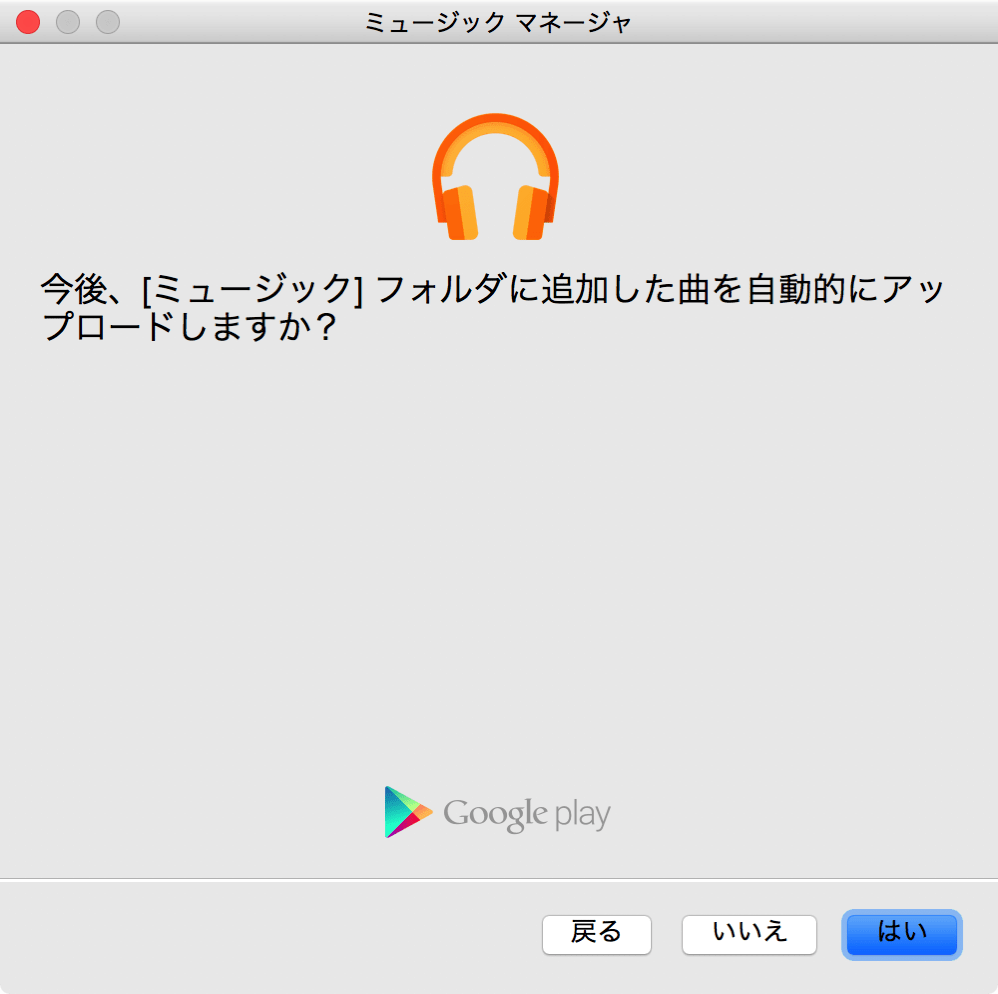 ミュージック マネージャ
今後、[ミュージック] フォルダに追加した曲を自動的にアッ
プロードしますか？
Google play
戻る
いいえ
はい